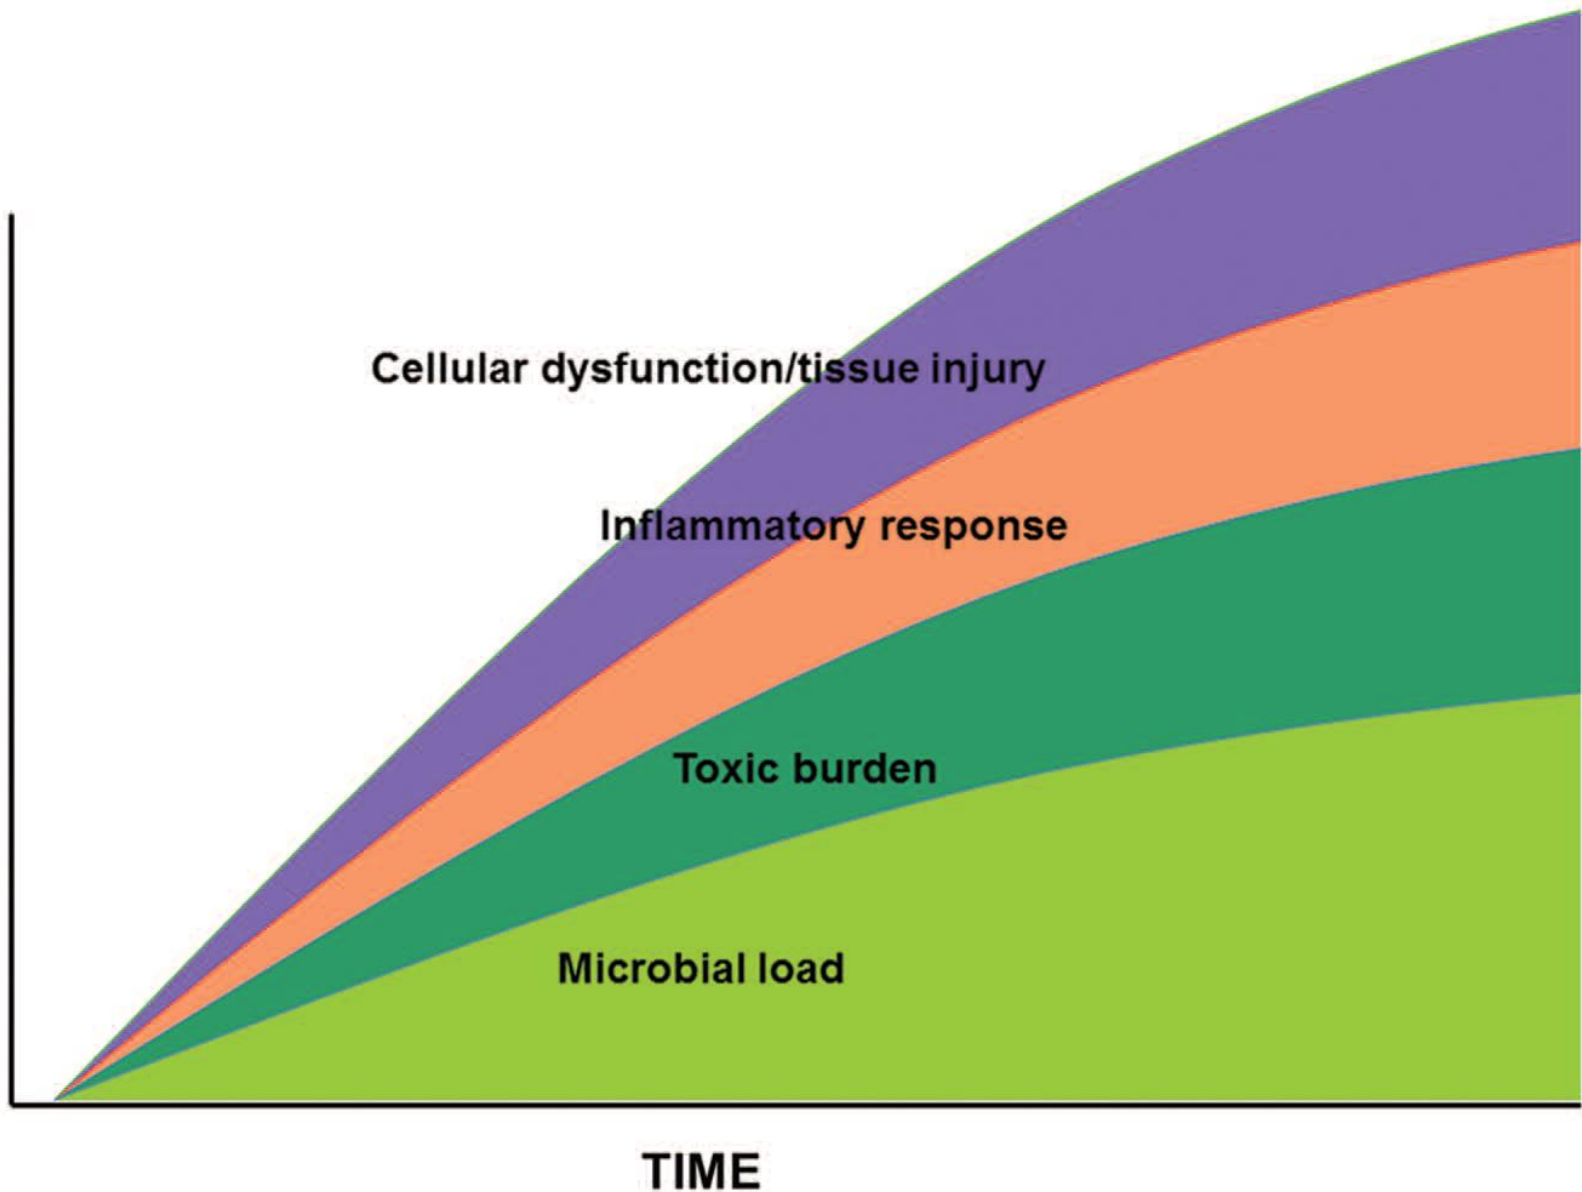 Cellular dysfunction/tissue injury
Inflammatory response
Toxic burden
Microbial load
TIME